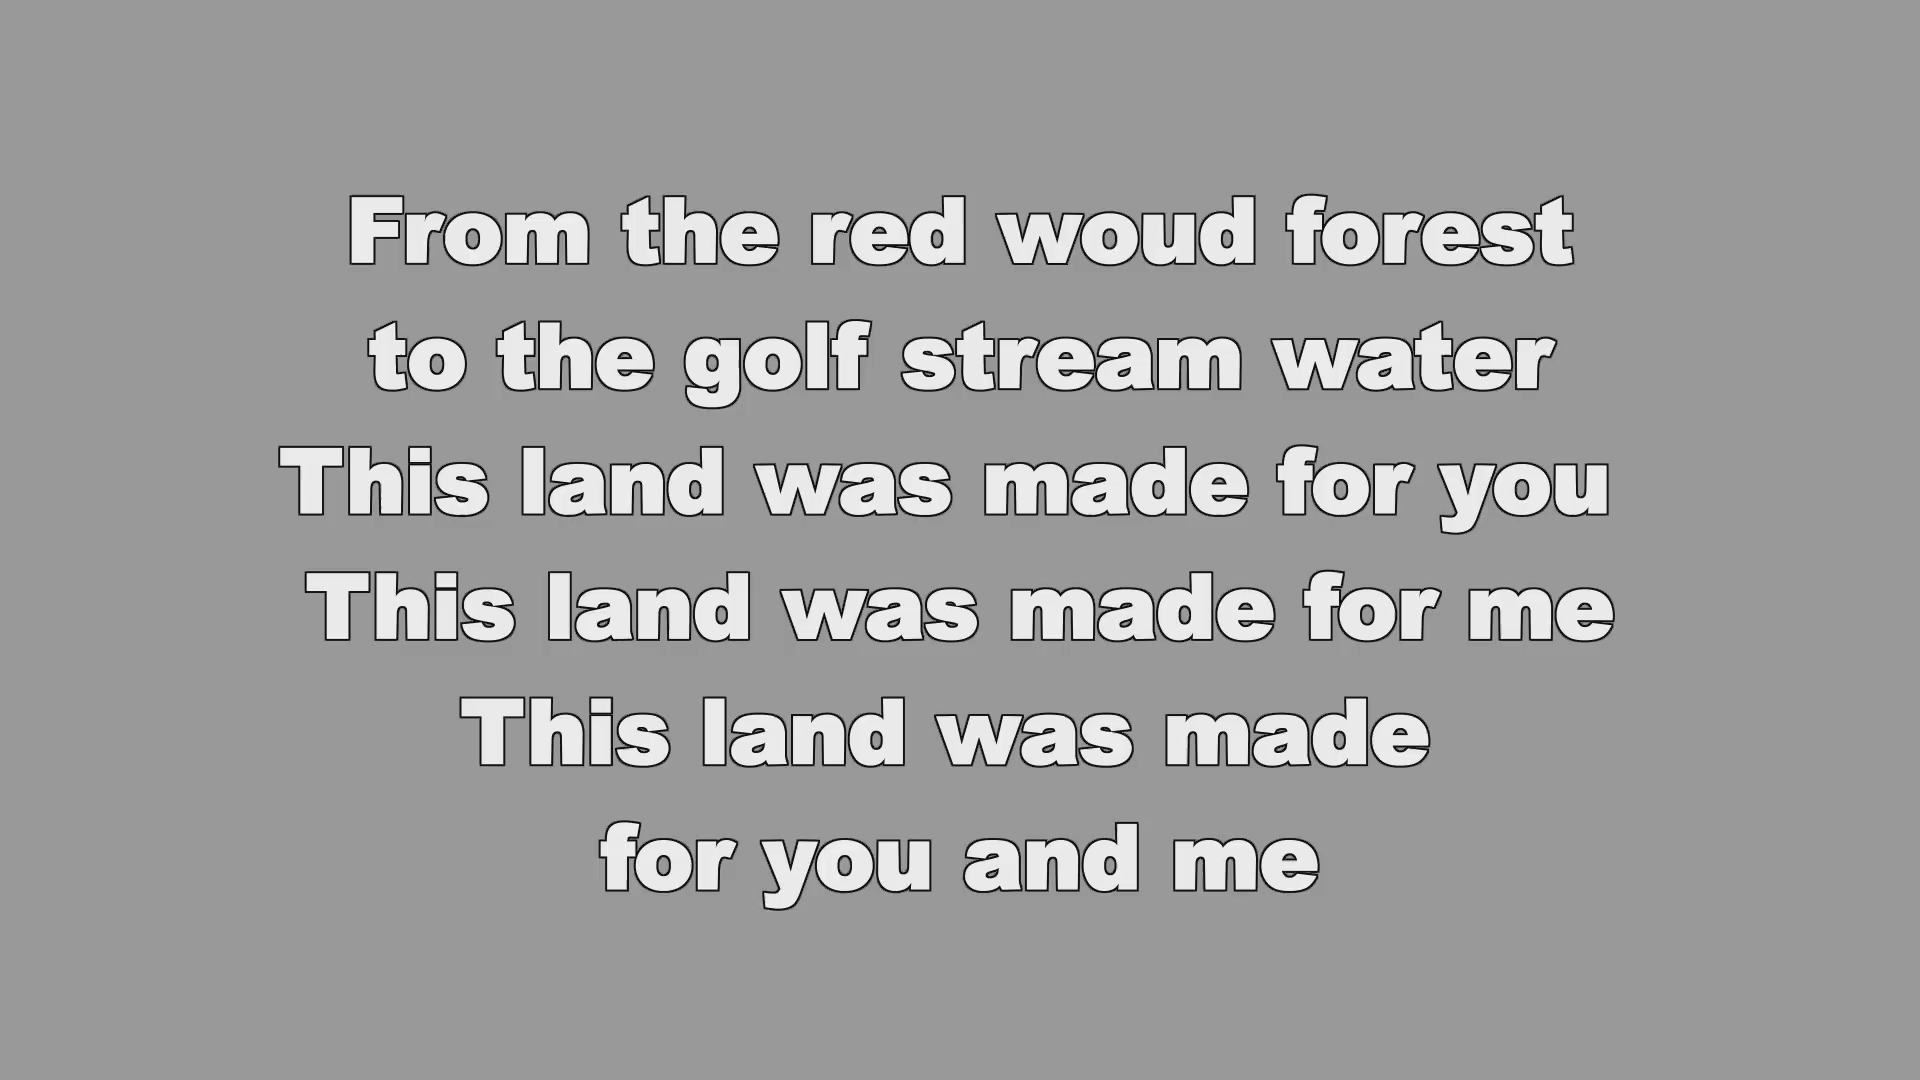 From the red woud forest
to the golf stream water
This land was made for you
This land was made for me
This land was made
for you and me